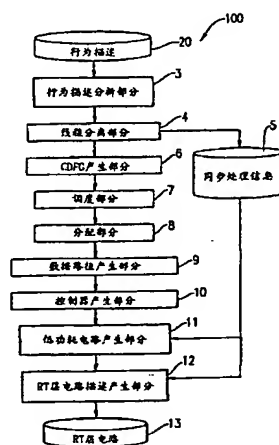 100
行为描述
20
行为描述分析部分
3
线程分离部分
4
5
同步处理信息
CDFG产生部分
6
调度部分
7
分配部分
8
数据路径产生部分
9
控制器产生部分
10
低功耗电路产生部分
11
RT层电路描述产生部分
12
RT层电路
13